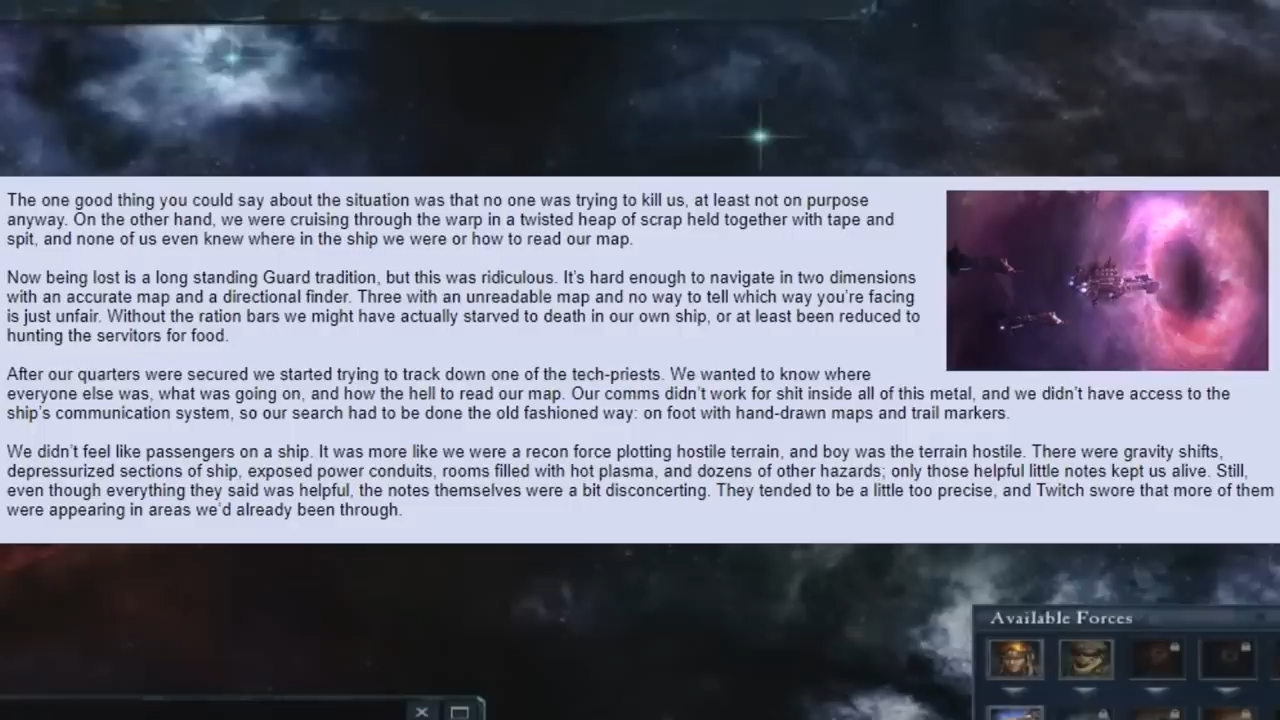 The one good thing you could say about the situation was that no one was trying to kill us, at least not on purpose
anyway. On the other hand, we were cruising through the warp in a twisted heap of scrap held together with tape and
spit, and none of us even knew where in the ship we were or how to read our map.
Now being lost is a long standing Guard tradition, but this was ridiculous. It's hard enough to navigate in two dimensions
with an accurate map and a directional finder. Three with an unreadable map and no way to tell which way you're facing
is just unfair. Without the ration bars we might have actually starved to death in our own ship, or at least been reduced to
hunting the servitors for food.
After our quarters were secured we started trying to track down one of the tech-priests. We wanted to know where
everyone else was, what was going on, and how the hell to read our map. Our comms didn't work for shit inside all of this metal, and we didn't have access to the
ship's communication system, so our search had to be done the old fashioned way: on foot with hand-drawn maps and trail markers.
We didn't feel like passengers on a ship. It was more like we were a recon force plotting hostile terrain, and boy was the terrain hostile. There were gravity shifts,
depressurized sections of ship, exposed power conduits, rooms filled with hot plasma, and dozens of other hazards; only those helpful little notes kept us alive. Still,
even though everything they said was helpful, the notes themselves were a bit disconcerting. They tended to be a little too precise, and Twitch swore that more of them
were appearing in areas we'd already been through.
Available Forces